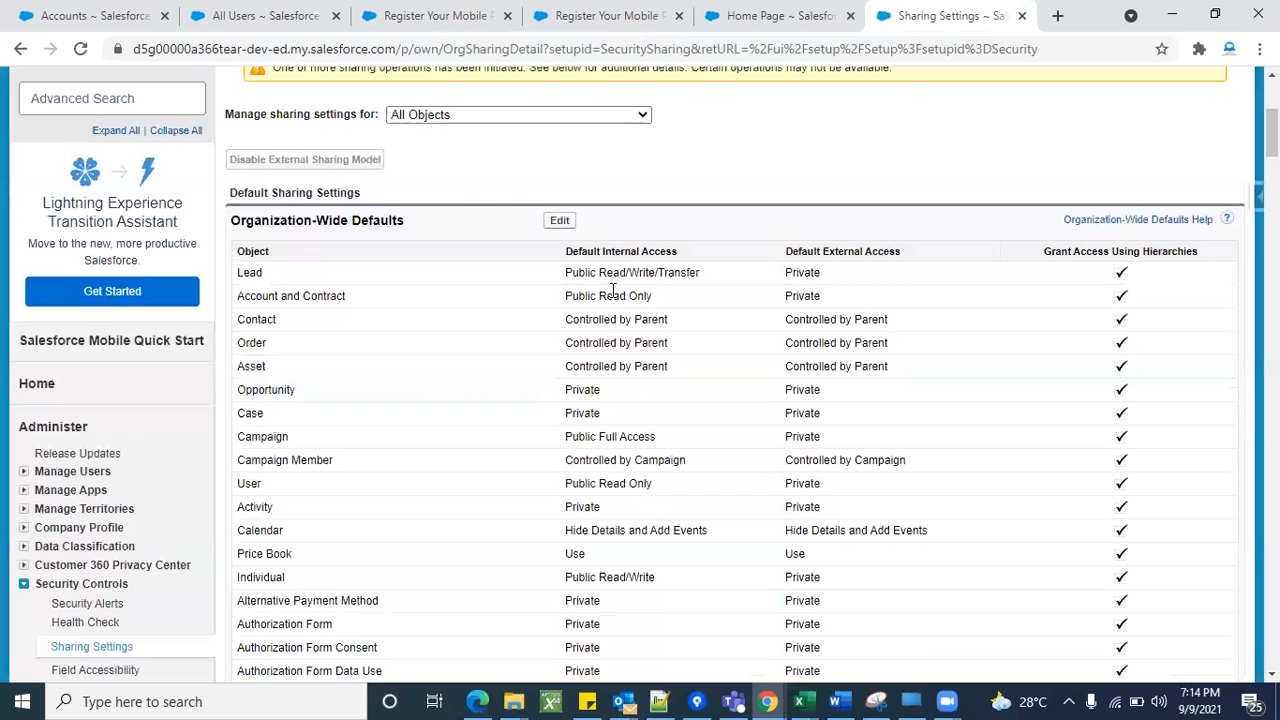 Accounts ~ Salesforce
All Users ~ Salesforce
Register Your Mobile P
Register Your Mobile P
Home Page ~ Salesfor
Sharing Settings ~ Sal
d5g00000a366tear-dev-ed.my.salesforce.com/p/own/OrgSharingDetail?setupid=SecuritySharing&retURL=%2Fui%2Fsetup%2FSetup%3Fsetupid%3DSecurity
One or more sharing operations has been initiated. See below for additional details. Certain operations may not be available.
Advanced Search
Expand All | Collapse All
Lightning Experience
Transition Assistant
Move to the new, more productive
Salesforce.
Get Started
Salesforce Mobile Quick Start
Home
Administer
Release Updates
Manage Users
Manage Apps
Manage Territories
Company Profile
Data Classification
Customer 360 Privacy Center
Security Controls
Security Alerts
Health Check
Sharing Settings
Field Accessibility
Manage sharing settings for: All Objects
Disable External Sharing Model
Default Sharing Settings
Organization-Wide Defaults Edit Organization-Wide Defaults Help ?
Object Default Internal Access Default External Access Grant Access Using Hierarchies
Lead Public Read/Write/Transfer Private ✓
Account and Contract Public Read Only Private ✓
Contact Controlled by Parent Controlled by Parent ✓
Order Controlled by Parent Controlled by Parent ✓
Asset Controlled by Parent Controlled by Parent ✓
Opportunity Private Private ✓
Case Private Private ✓
Campaign Public Full Access Private ✓
Campaign Member Controlled by Campaign Controlled by Campaign ✓
User Public Read Only Private ✓
Activity Private Private ✓
Calendar Hide Details and Add Events Hide Details and Add Events ✓
Price Book Use Use ✓
Individual Public Read/Write Private ✓
Alternative Payment Method Private Private ✓
Authorization Form Private Private ✓
Authorization Form Consent Private Private ✓
Authorization Form Data Use Private Private ✓
Type here to search
28°C
7:14 PM
9/9/2021
25